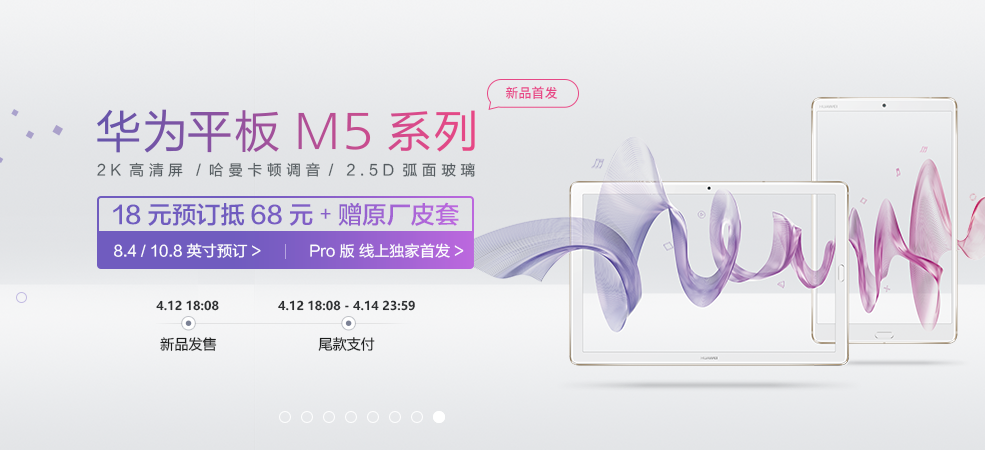 新品首发
华为平板 M5 系列
2K 高清屏 / 哈曼卡顿调音 / 2.5D 弧面玻璃
18 元预订抵 68 元 + 赠原厂皮套
8.4 / 10.8 英寸预订 > | Pro 版 线上独家首发 >
4.12 18:08 4.12 18:08 - 4.14 23:59
新品发售 尾款支付
HUAWEI
HUAWEI